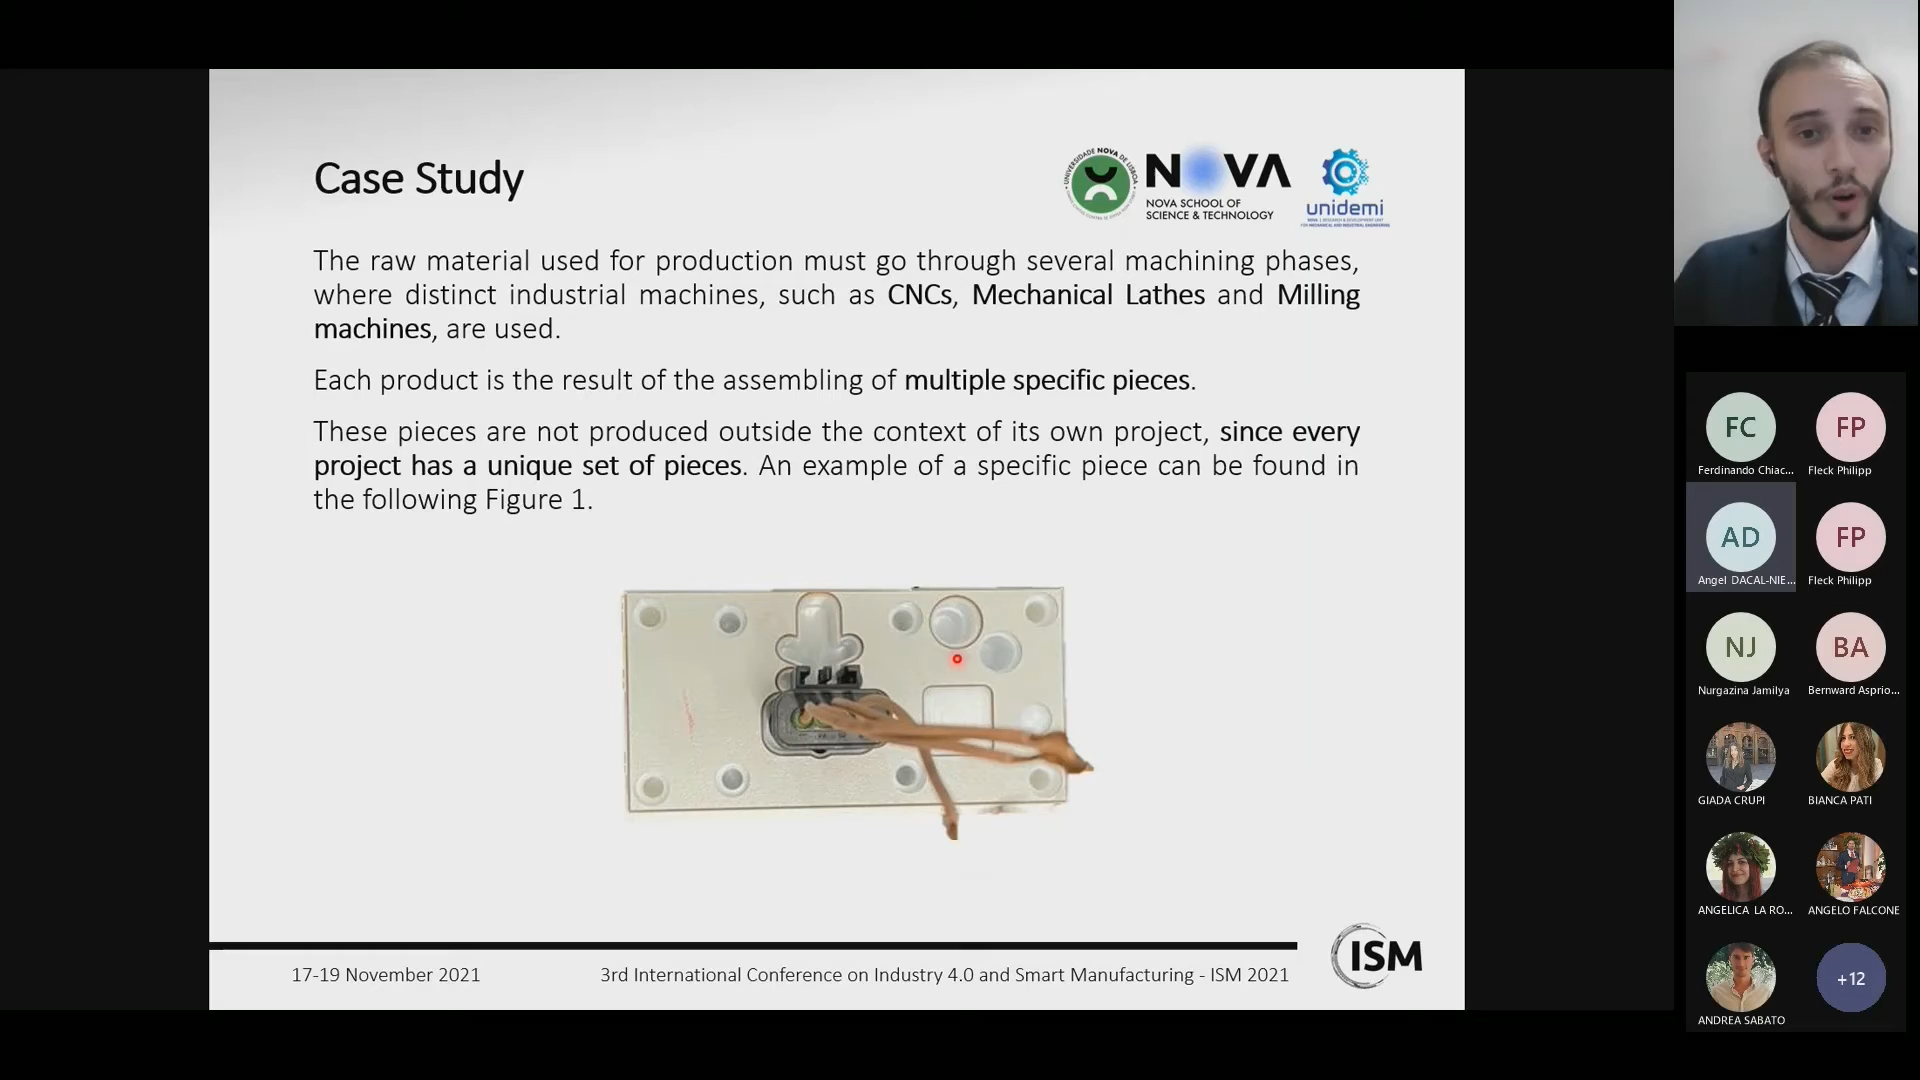 Case Study
UNIVERSIDADE NOVA DE LISBOA
NOVA
NOVA SCHOOL OF
SCIENCE & TECHNOLOGY
unidemi
The raw material used for production must go through several machining phases,
where distinct industrial machines, such as CNCs, Mechanical Lathes and Milling
machines, are used.
Each product is the result of the assembling of multiple specific pieces.
These pieces are not produced outside the context of its own project, since every
project has a unique set of pieces. An example of a specific piece can be found in
the following Figure 1.
17-19 November 2021
3rd International Conference on Industry 4.0 and Smart Manufacturing - ISM 2021
ISM
FC
Ferdinando Chiac...
FP
Fleck Philipp
AD
Angel DACAL-NIE...
FP
Fleck Philipp
NJ
Nurgazina Jamilya
BA
Bernward Asprio...
GIADA CRUPI
BIANCA PATI
ANGELICA LA RO...
ANGELO FALCONE
ANDREA SABATO
+12